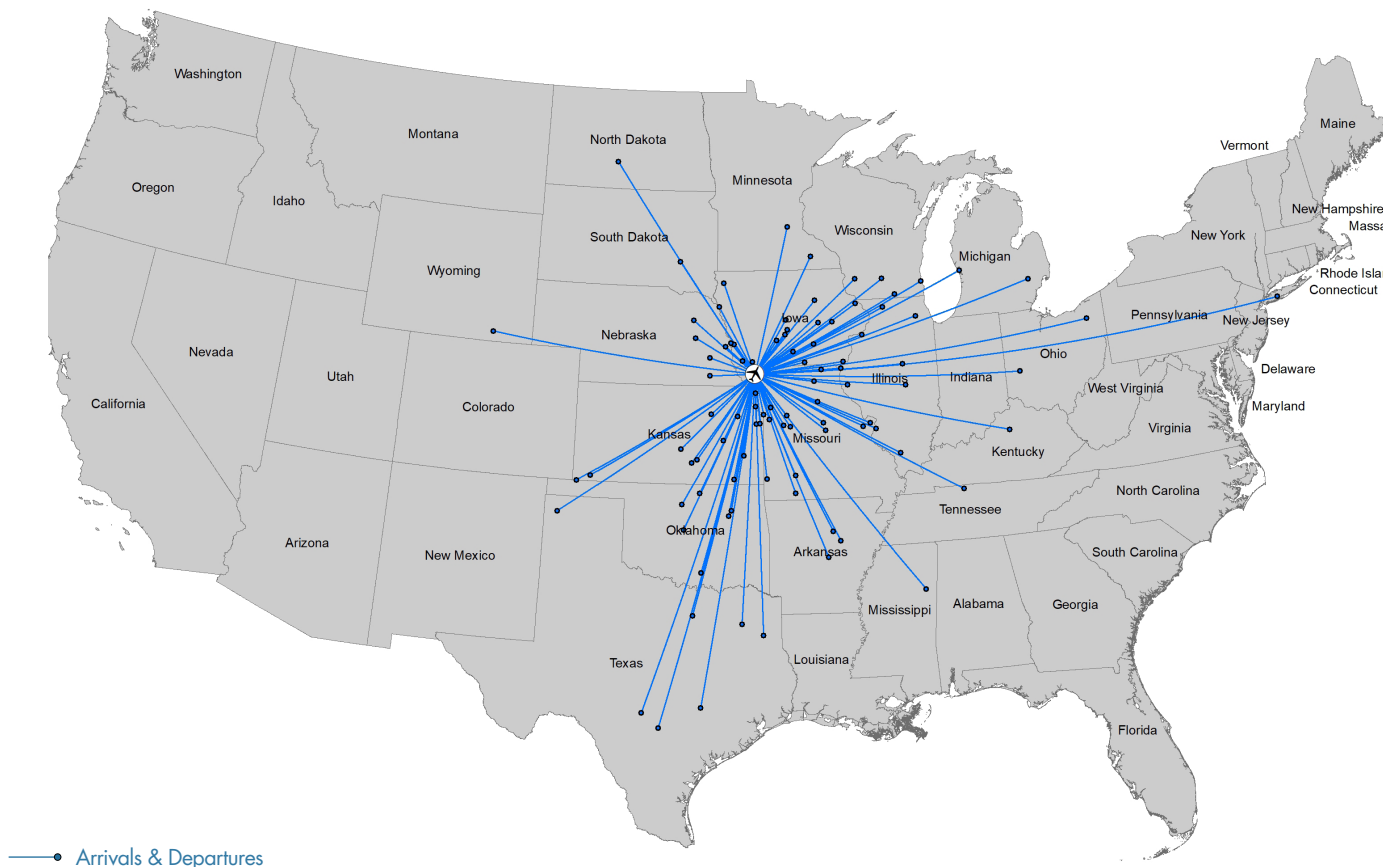 Washington
Montana
North Dakota
Minnesota
Maine
Vermont
Oregon
Idaho
New Hampshire
Massa
Wisconsin
New York
South Dakota
Michigan
Wyoming
Rhode Islan
Connecticut
Iowa
Pennsylvania
New Jersey
Nebraska
Nevada
Ohio
Utah
Illinois
Indiana
Delaware
West Virginia
California
Colorado
Maryland
Virginia
Kansas
Missouri
Kentucky
North Carolina
Tennessee
Oklahoma
Arizona
New Mexico
Arkansas
South Carolina
Mississippi
Alabama
Georgia
Texas
Louisiana
Florida
Arrivals & Departures